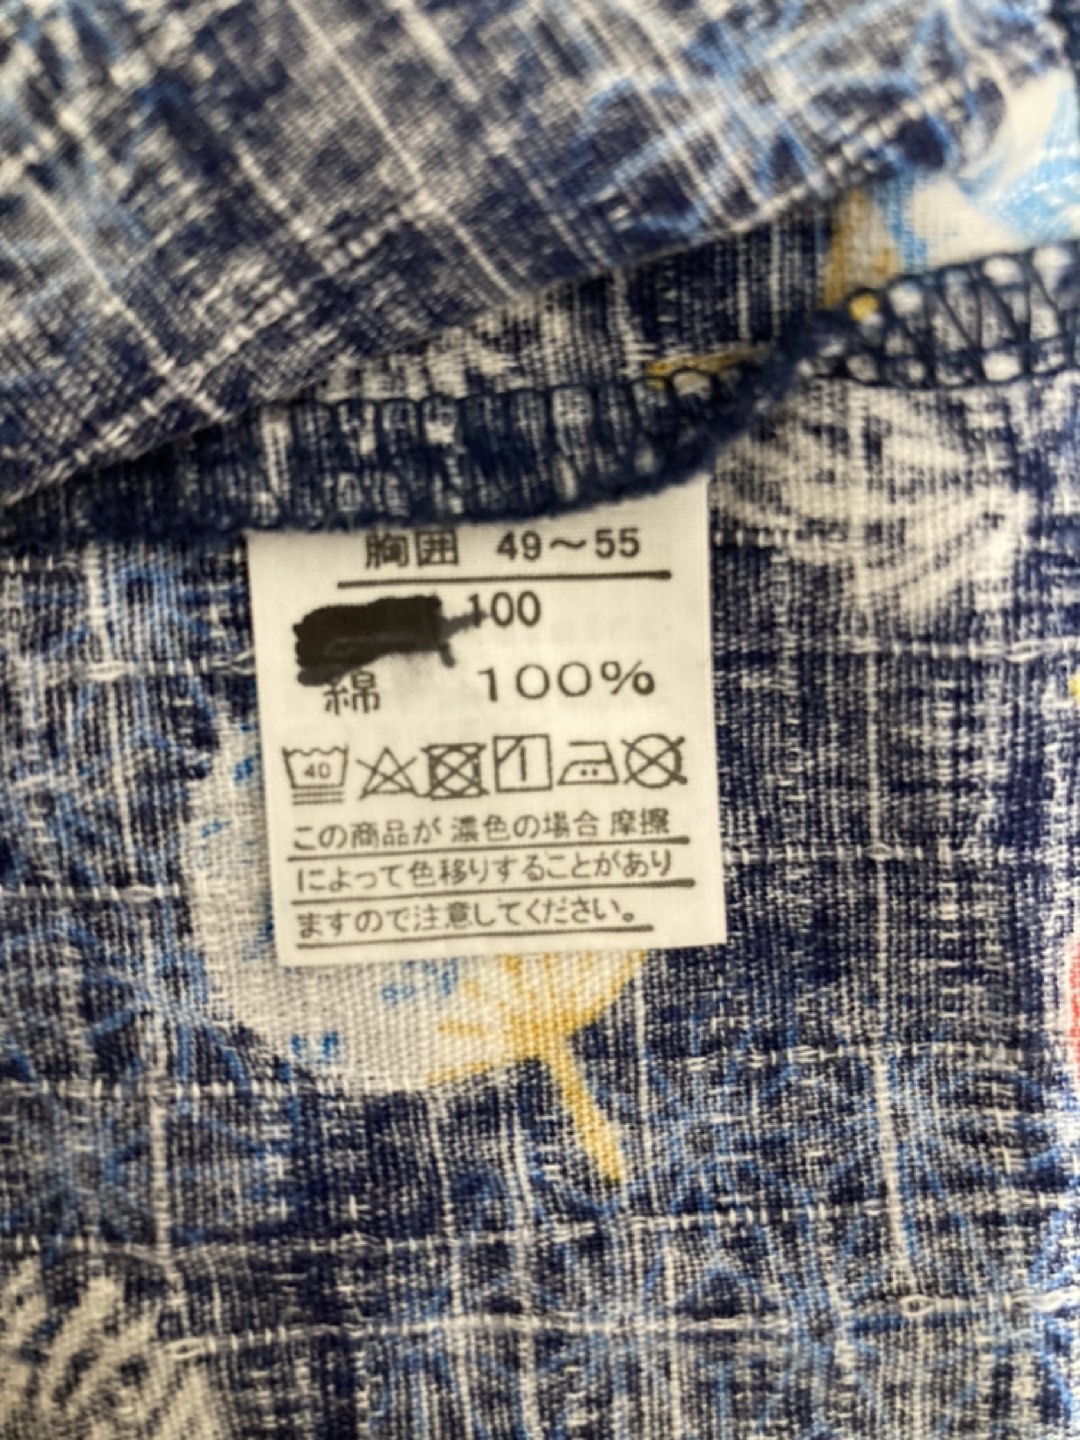 胸囲 49～55
100
綿 100%
40
この商品が 濃色の場合 摩擦
によって色移りすることがあり
ますので注意してください。